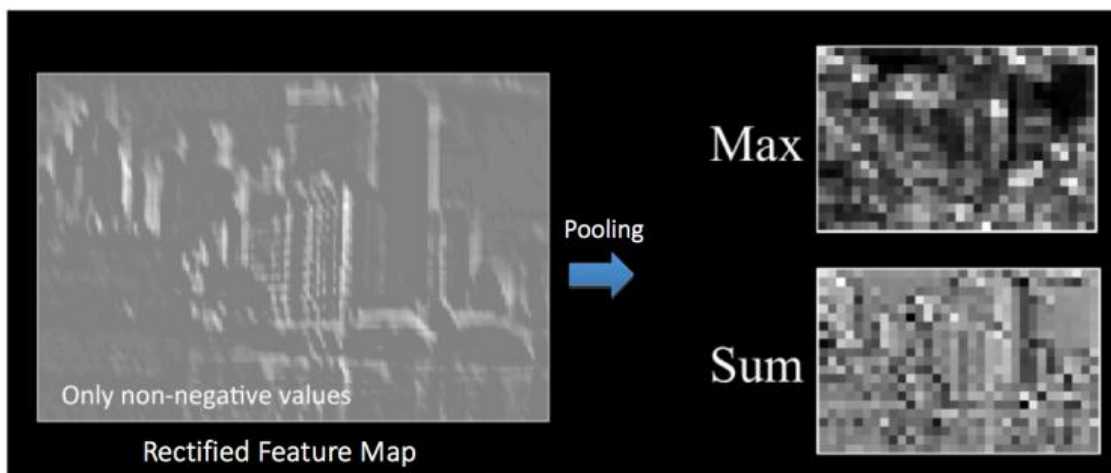 Only non-negative values
Rectified Feature Map
Pooling
Max
Sum